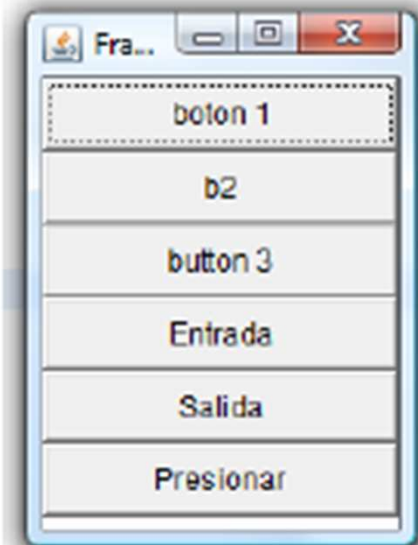 Fra...
boton 1
b2
button 3
Entrada
Salida
Presionar